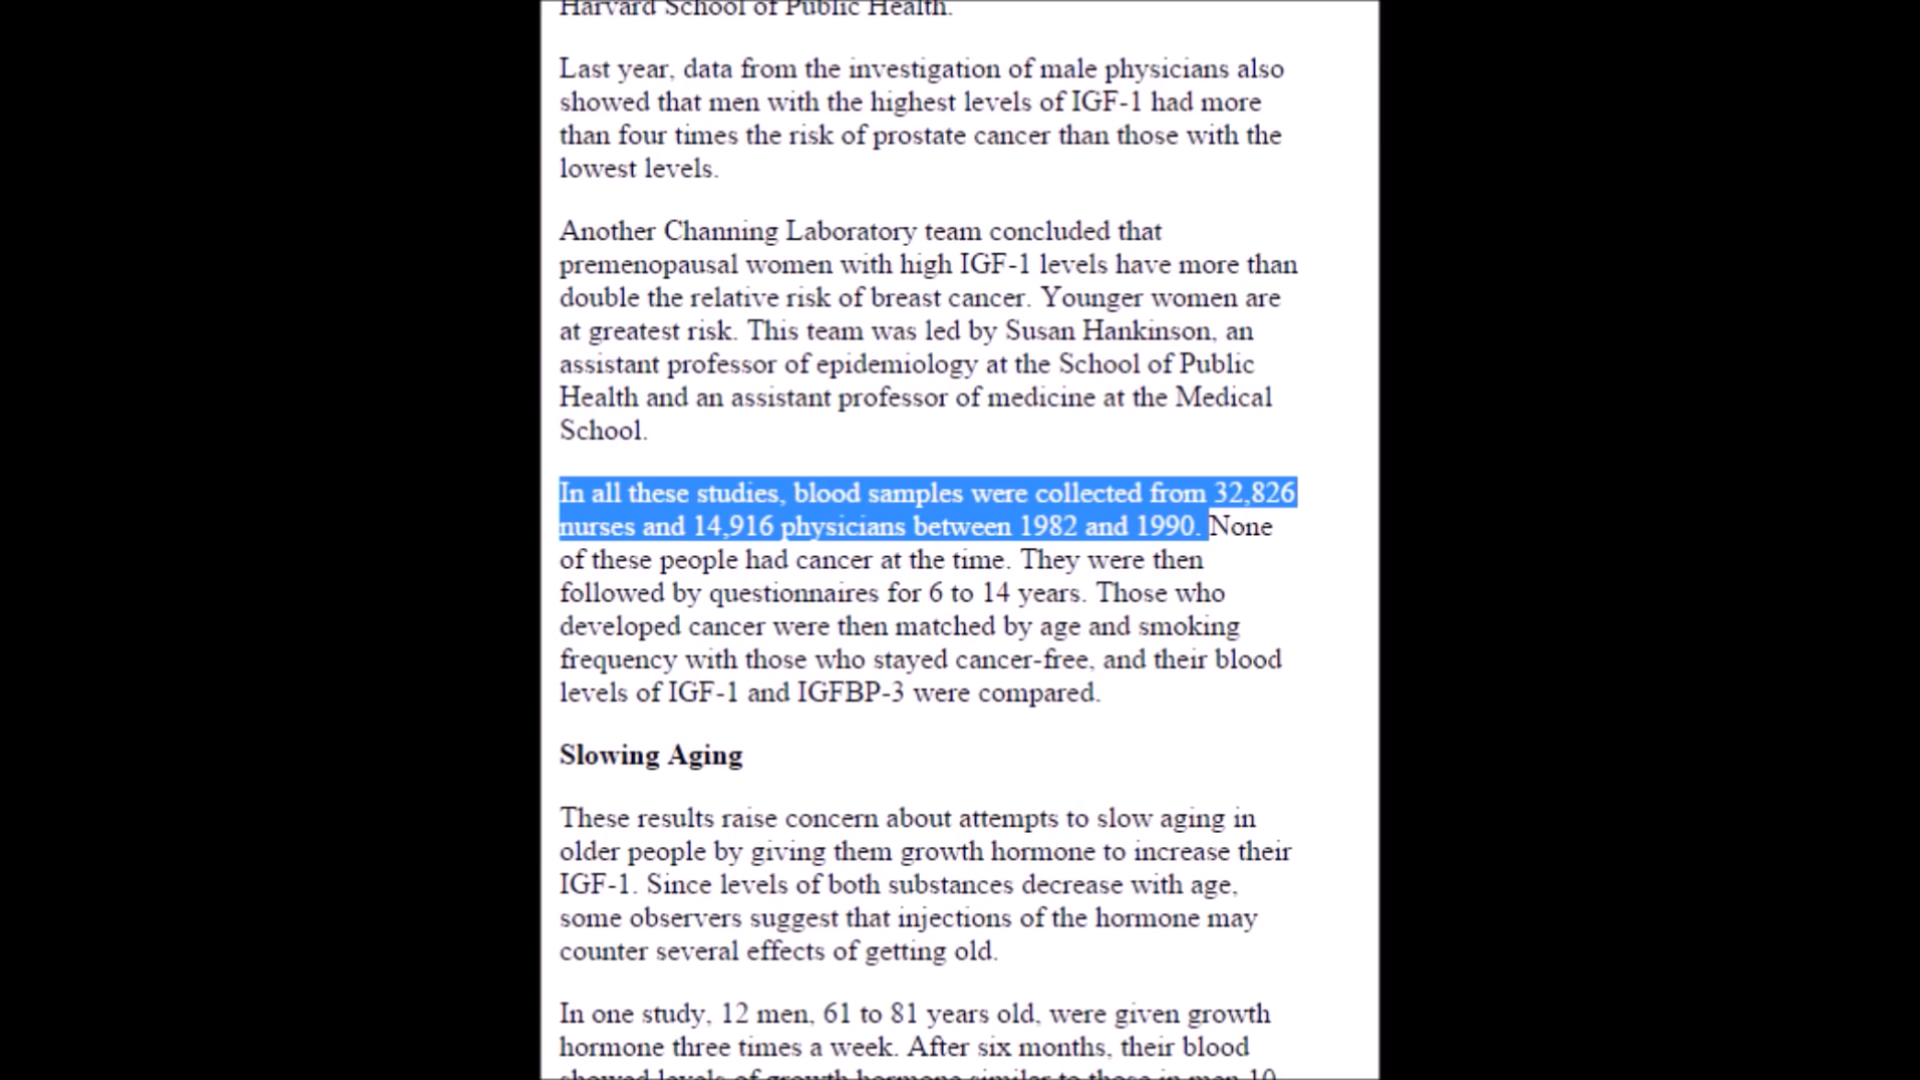 Harvard School of Public Health.
Last year, data from the investigation of male physicians also
showed that men with the highest levels of IGF-1 had more
than four times the risk of prostate cancer than those with the
lowest levels.
Another Channing Laboratory team concluded that
premenopausal women with high IGF-1 levels have more than
double the relative risk of breast cancer. Younger women are
at greatest risk. This team was led by Susan Hankinson, an
assistant professor of epidemiology at the School of Public
Health and an assistant professor of medicine at the Medical
School.
In all these studies, blood samples were collected from 32,826
nurses and 14,916 physicians between 1982 and 1990. None
of these people had cancer at the time. They were then
followed by questionnaires for 6 to 14 years. Those who
developed cancer were then matched by age and smoking
frequency with those who stayed cancer-free, and their blood
levels of IGF-1 and IGFBP-3 were compared.
Slowing Aging
These results raise concern about attempts to slow aging in
older people by giving them growth hormone to increase their
IGF-1. Since levels of both substances decrease with age,
some observers suggest that injections of the hormone may
counter several effects of getting old.
In one study, 12 men, 61 to 81 years old, were given growth
hormone three times a week. After six months, their blood
showed levels of growth hormone similar to those in men 10